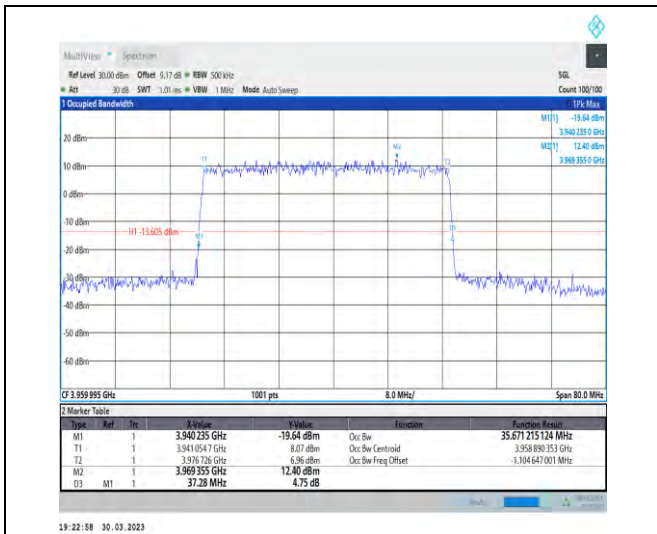 MultiView Spectrum
Ref Level 30.00 dBm Offset 9.17 dB RBW 500 kHz SGL
Att 30 dB SWT 1.01 ms VBW 1 MHz Mode Auto Sweep Count 100/100
1 Occupied Bandwidth 1Pk Max
M1[1] -19.64 dBm
3.940 235 0 GHz
M2[1] 12.40 dBm
3.969 355 0 GHz
20 dBm
M2
T1 T2
10 dBm
0 dBm
-10 dBm
H1 -13.605 dBm
M1 D3
-20 dBm
-30 dBm
-40 dBm
-50 dBm
-60 dBm
CF 3.959 995 GHz 1001 pts 8.0 MHz/ Span 80.0 MHz
2 Marker Table
Type Ref Trc X-Value Y-Value Function Function Result
M1 1 3.940 235 GHz -19.64 dBm Occ Bw 35.671 215 124 MHz
T1 1 3.941 054 7 GHz 8.07 dBm Occ Bw Centroid 3.958 890 353 GHz
T2 1 3.976 726 GHz 6.96 dBm Occ Bw Freq Offset -1.104 647 001 MHz
M2 1 3.969 355 GHz 12.40 dBm
D3 M1 1 37.28 MHz 4.75 dB
19:22:58 30.03.2023